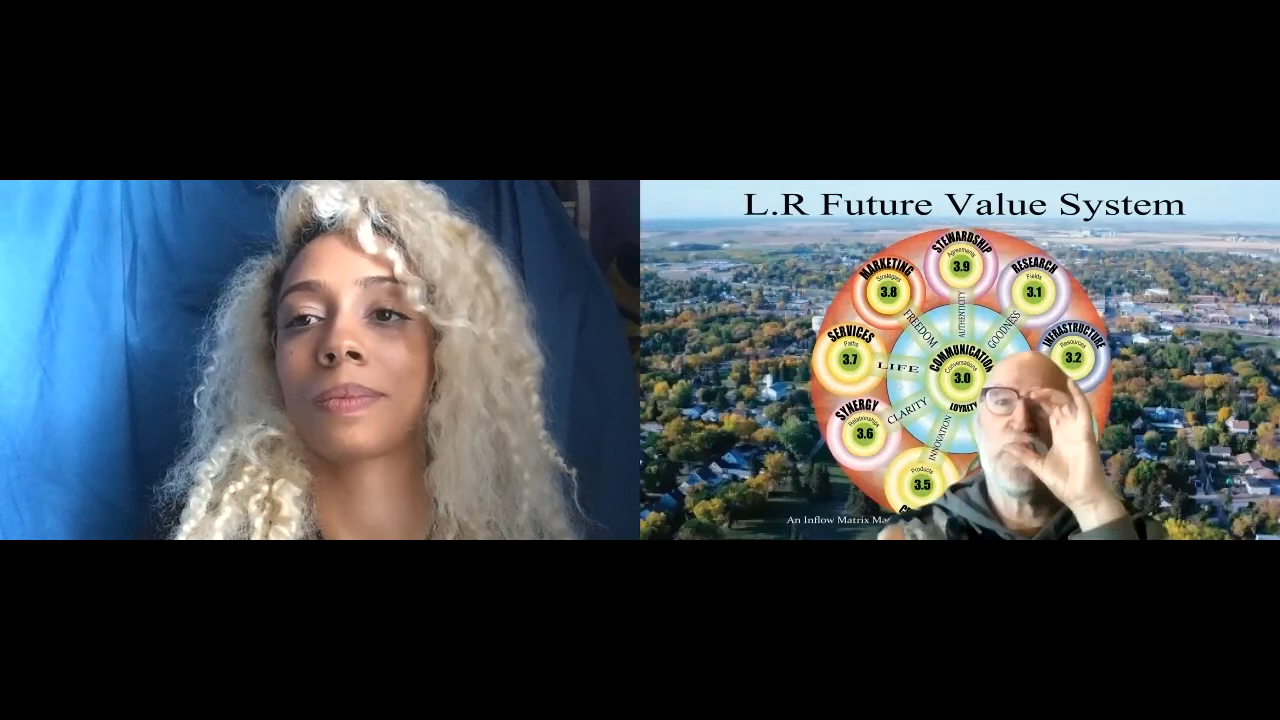 L.R Future Value System
STEWARDSHIP
Agreements
3.9
MARKETING
Strategies
3.8
RESEARCH
Fields
3.1
AUTHENTICITY
FREEDOM
GOODNESS
SERVICES
Paths
3.7
INFRASTRUCTURE
Resources
3.2
LIFE
COMMUNICATION
Conversations
3.0
SYNERGY
Relationships
3.6
CLARITY
LOYALTY
INNOVATION
Products
3.5
An Inflow Matrix